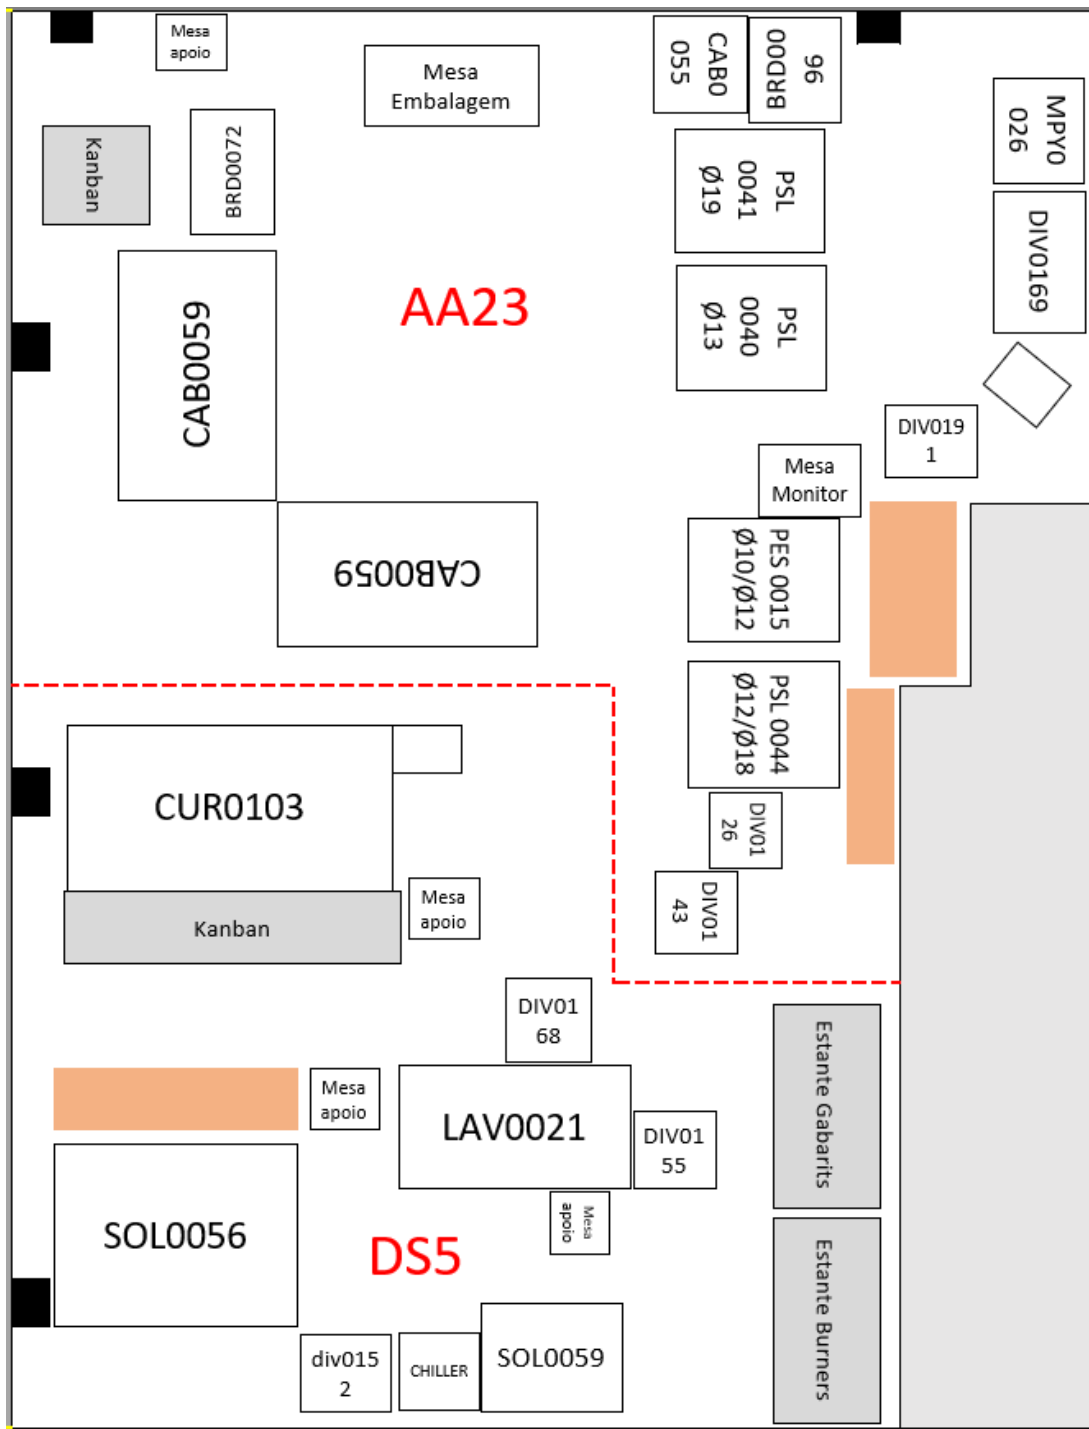 Mesa
apoio
Mesa
Embalagem
CAB0
055
BRD00
96
MPY0
026
Kanban
BRD0072
PSL
0041
Ø19
DIV0169
AA23
PSL
0040
Ø13
CAB0059
DIV019
1
Mesa
Monitor
CAB0059
PES 0015
Ø10/Ø12
PSL 0044
Ø12/Ø18
CUR0103
DIV01
26
Mesa
apoio
DIV01
43
Kanban
DIV01
68
Estante Gabarits
Mesa
apoio
LAV0021
DIV01
55
Mesa
apoio
SOL0056
DS5
Estante Burners
div015
2
CHILLER
SOL0059